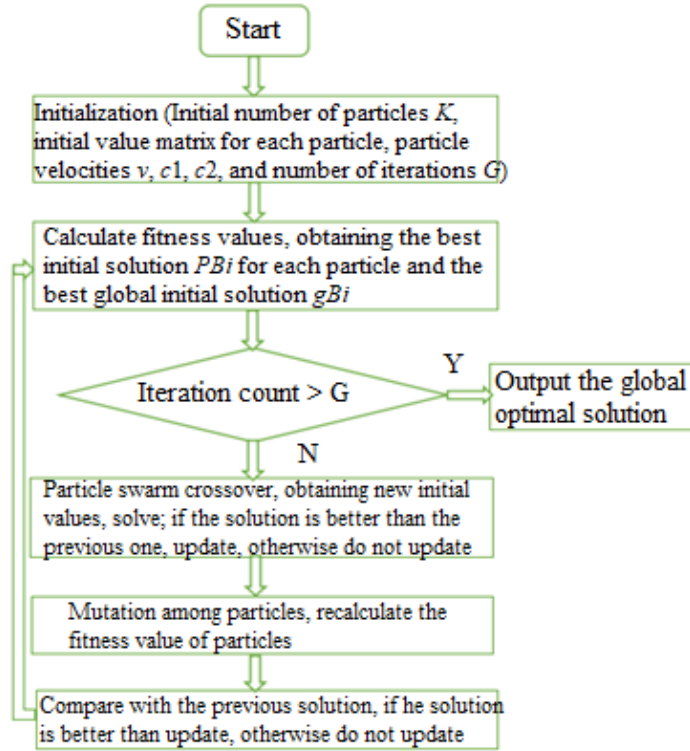 Start
Initialization (Initial number of particles K,
initial value matrix for each particle, particle
velocities v, c1, c2, and number of iterations G)
Calculate fitness values, obtaining the best
initial solution PBi for each particle and the
best global initial solution gBi
Iteration count > G
Y
Output the global
optimal solution
N
Particle swarm crossover, obtaining new initial
values, solve; if the solution is better than the
previous one, update, otherwise do not update
Mutation among particles, recalculate the
fitness value of particles
Compare with the previous solution, if he solution
is better than update, otherwise do not update